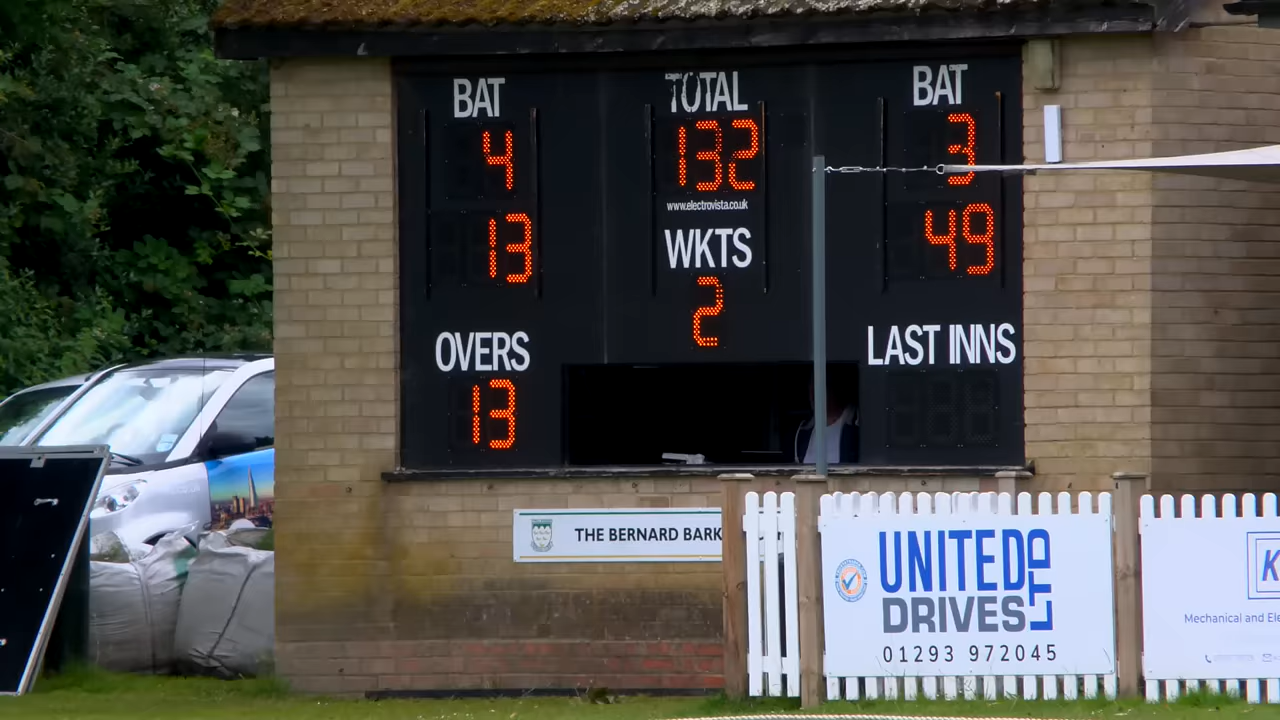 BAT TOTAL BAT
4 132 3
www.electrovista.co.uk
13 WKTS 49
2
OVERS LAST INNS
13
THE BERNARD BARK
UNITED
DRIVES LTD
01293 972045
K
Mechanical and Ele